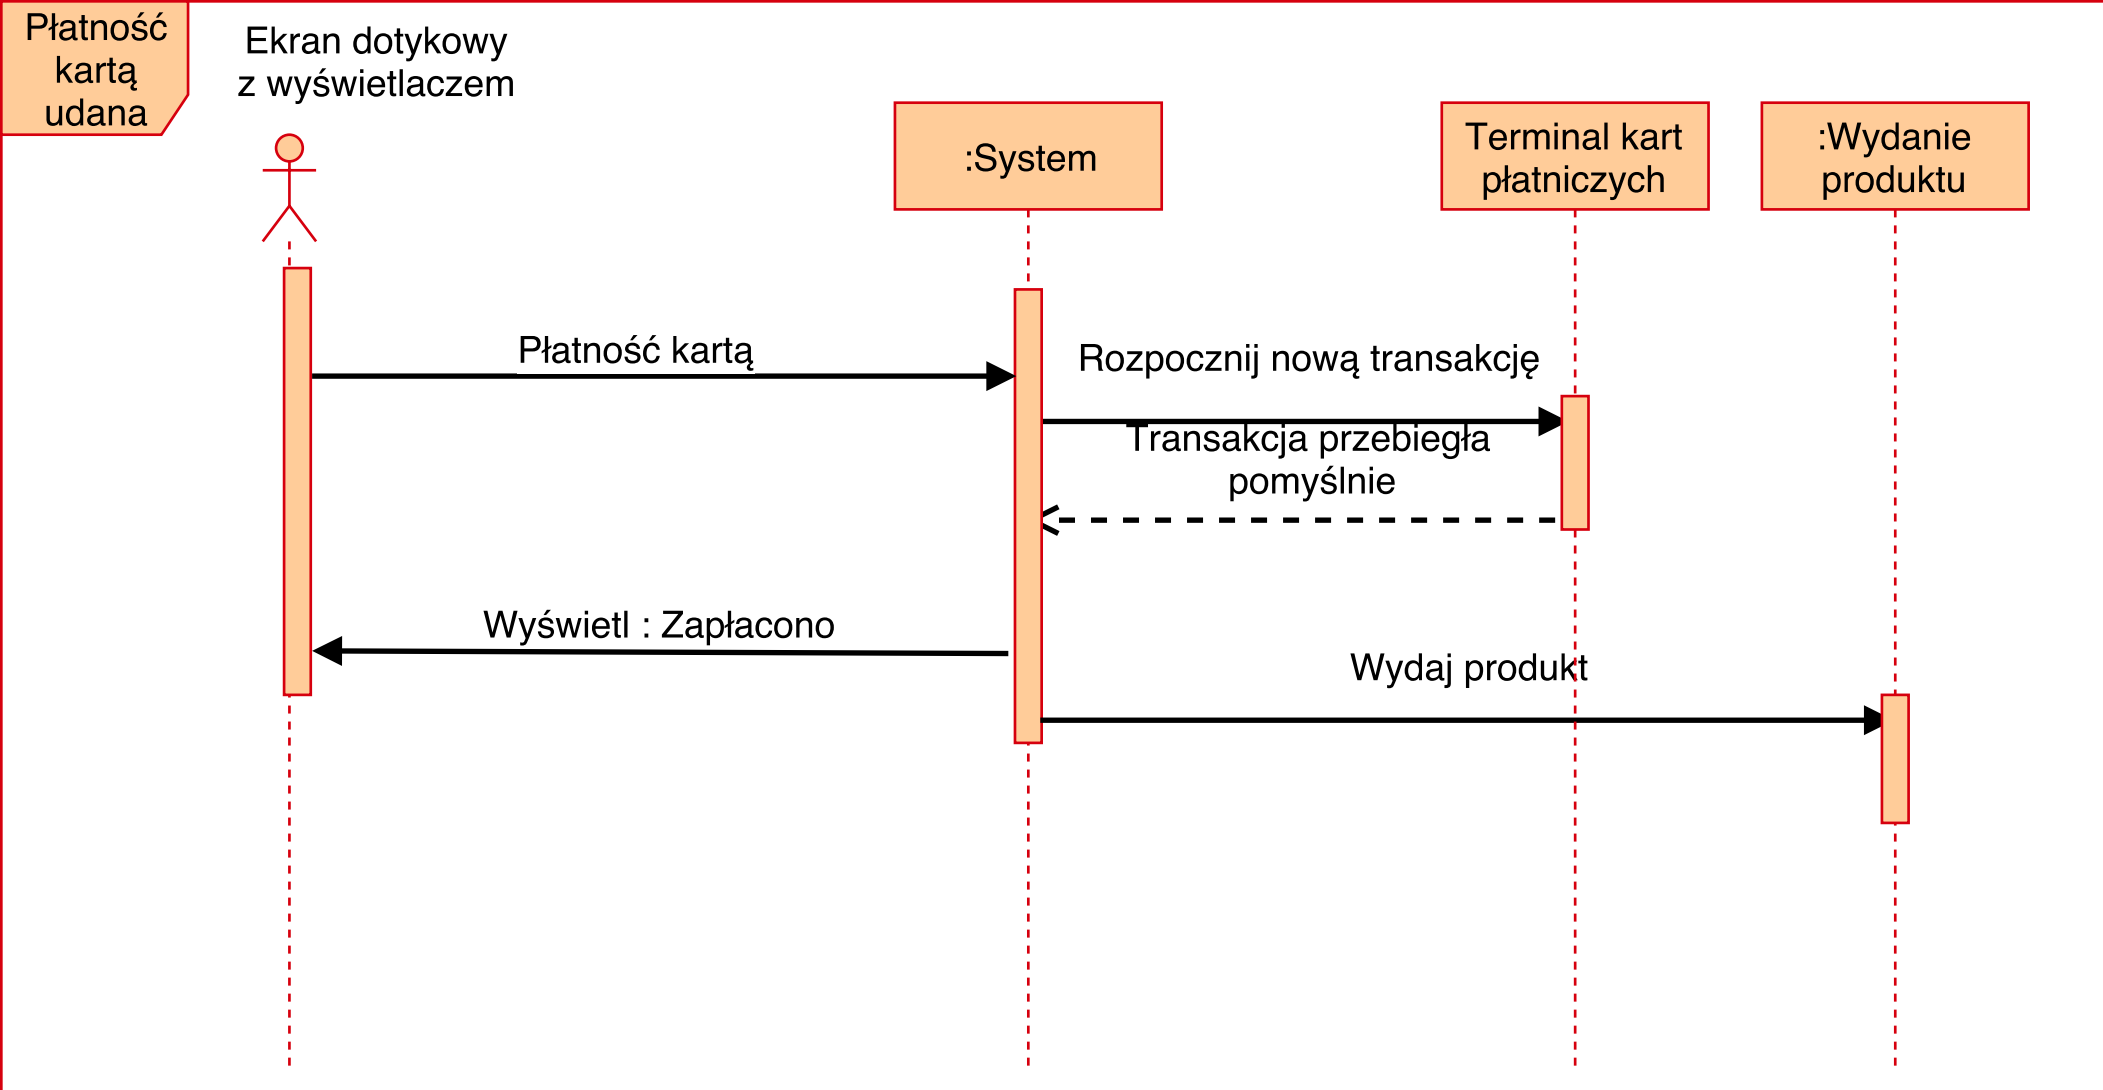 Płatność
kartą
udana
Ekran dotykowy
z wyświetlaczem
:System
Terminal kart
płatniczych
:Wydanie
produktu
Płatność kartą
Rozpocznij nową transakcję
Transakcja przebiegła
pomyślnie
Wyświetl : Zapłacono
Wydaj produkt